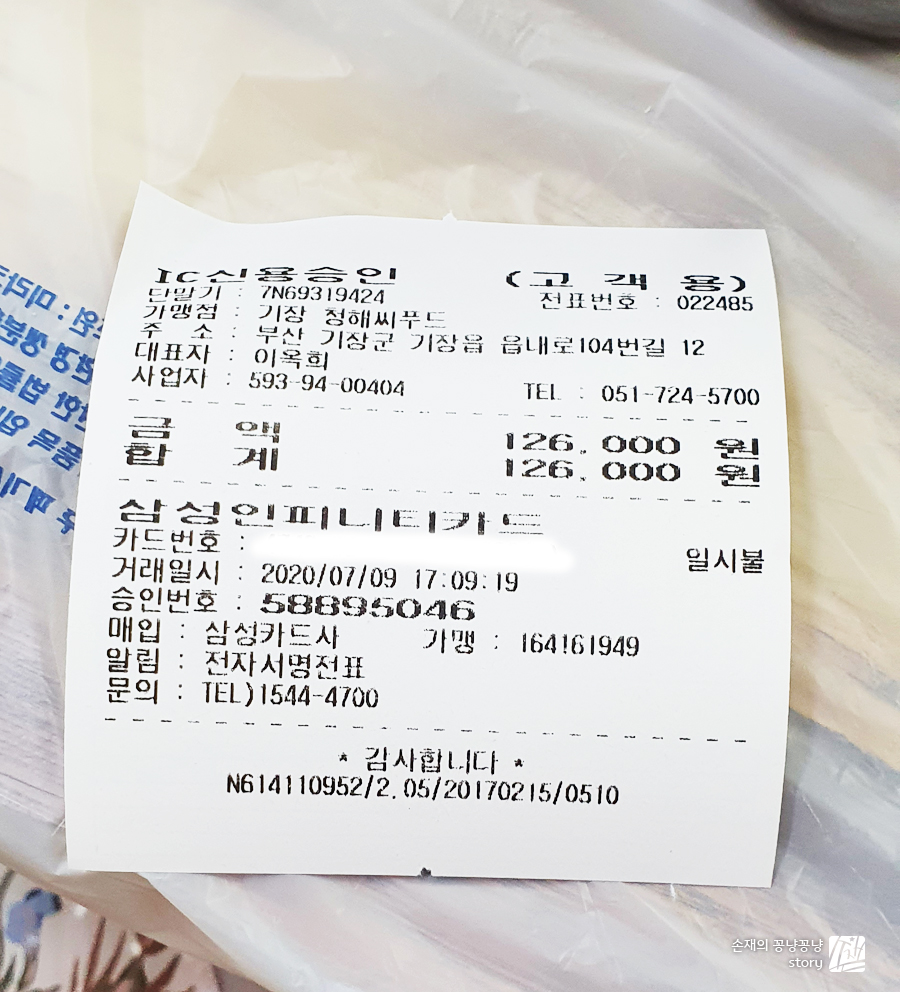 IC신용승인 (고 객 용)
단말기 : 7N69319424 전표번호 : 022485
가맹점 : 기장 청해씨푸드
주 소 : 부산 기장군 기장읍 읍내로104번길 12
대표자 : 이옥희
사업자 : 593-94-00404 TEL : 051-724-5700
금 액 126,000 원
합 계 126,000 원
삼성인피니티카드
카드번호 :
일시불
거래일시 : 2020/07/09 17:09:19
승인번호 : 58895046
매입 : 삼성카드사 가맹 : 164161949
알림 : 전자서명전표
문의 : TEL)1544-4700
* 감사합니다 *
N614110952/2.05/20170215/0510
손재의 꽁냥꽁냥
story